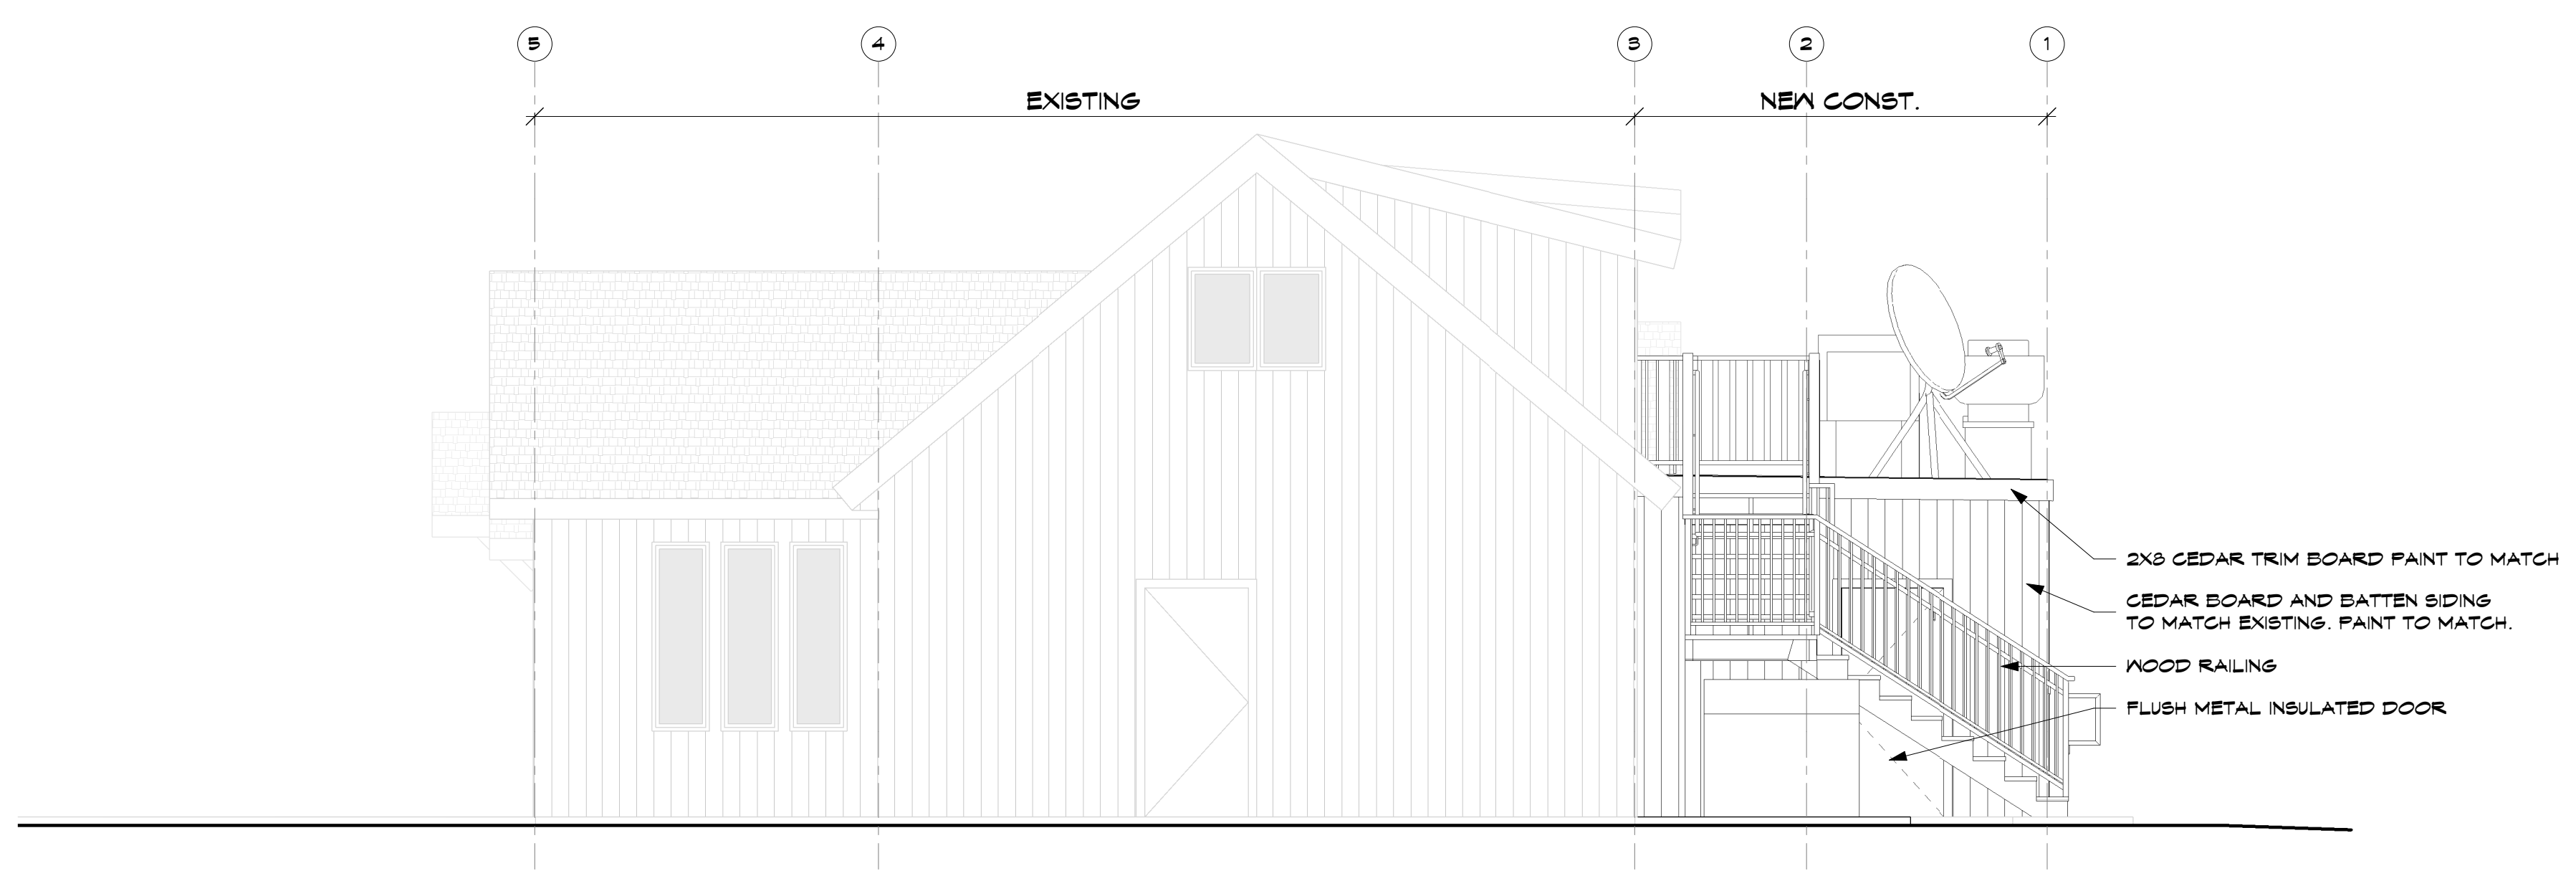 5 4 3 2 1
EXISTING NEW CONST.
2X8 CEDAR TRIM BOARD PAINT TO MATCH
CEDAR BOARD AND BATTEN SIDING
TO MATCH EXISTING. PAINT TO MATCH.
WOOD RAILING
FLUSH METAL INSULATED DOOR